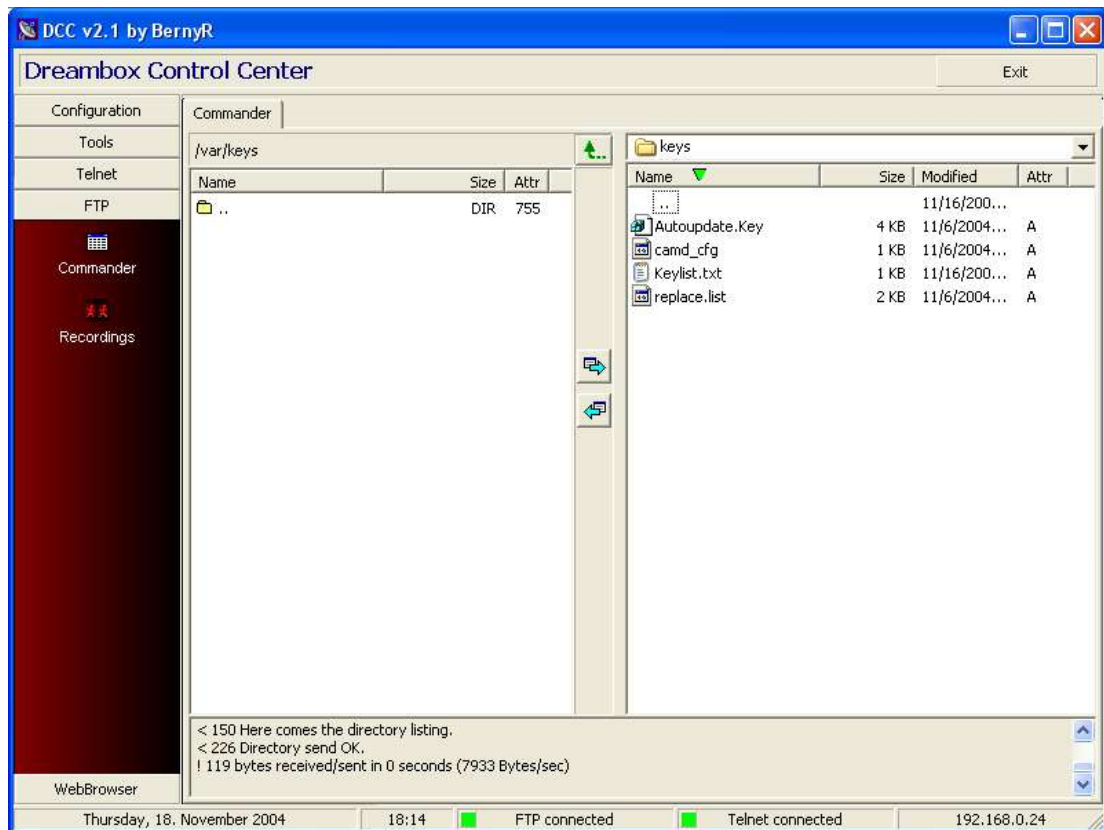 DCC v2.1 by BernyR
Dreambox Control Center
Exit
Configuration
Tools
Telnet
FTP
Commander
Recordings
WebBrowser
Commander
/var/keys
Name Size Attr
.. DIR 755
keys
Name Size Modified Attr
.. 11/16/200...
Autoupdate.Key 4 KB 11/6/2004... A
camd_cfg 1 KB 11/6/2004... A
Keylist.txt 1 KB 11/16/200... A
replace.list 2 KB 11/6/2004... A
< 150 Here comes the directory listing.
< 226 Directory send OK.
! 119 bytes received/sent in 0 seconds (7933 Bytes/sec)
Thursday, 18. November 2004 18:14 FTP connected Telnet connected 192.168.0.24